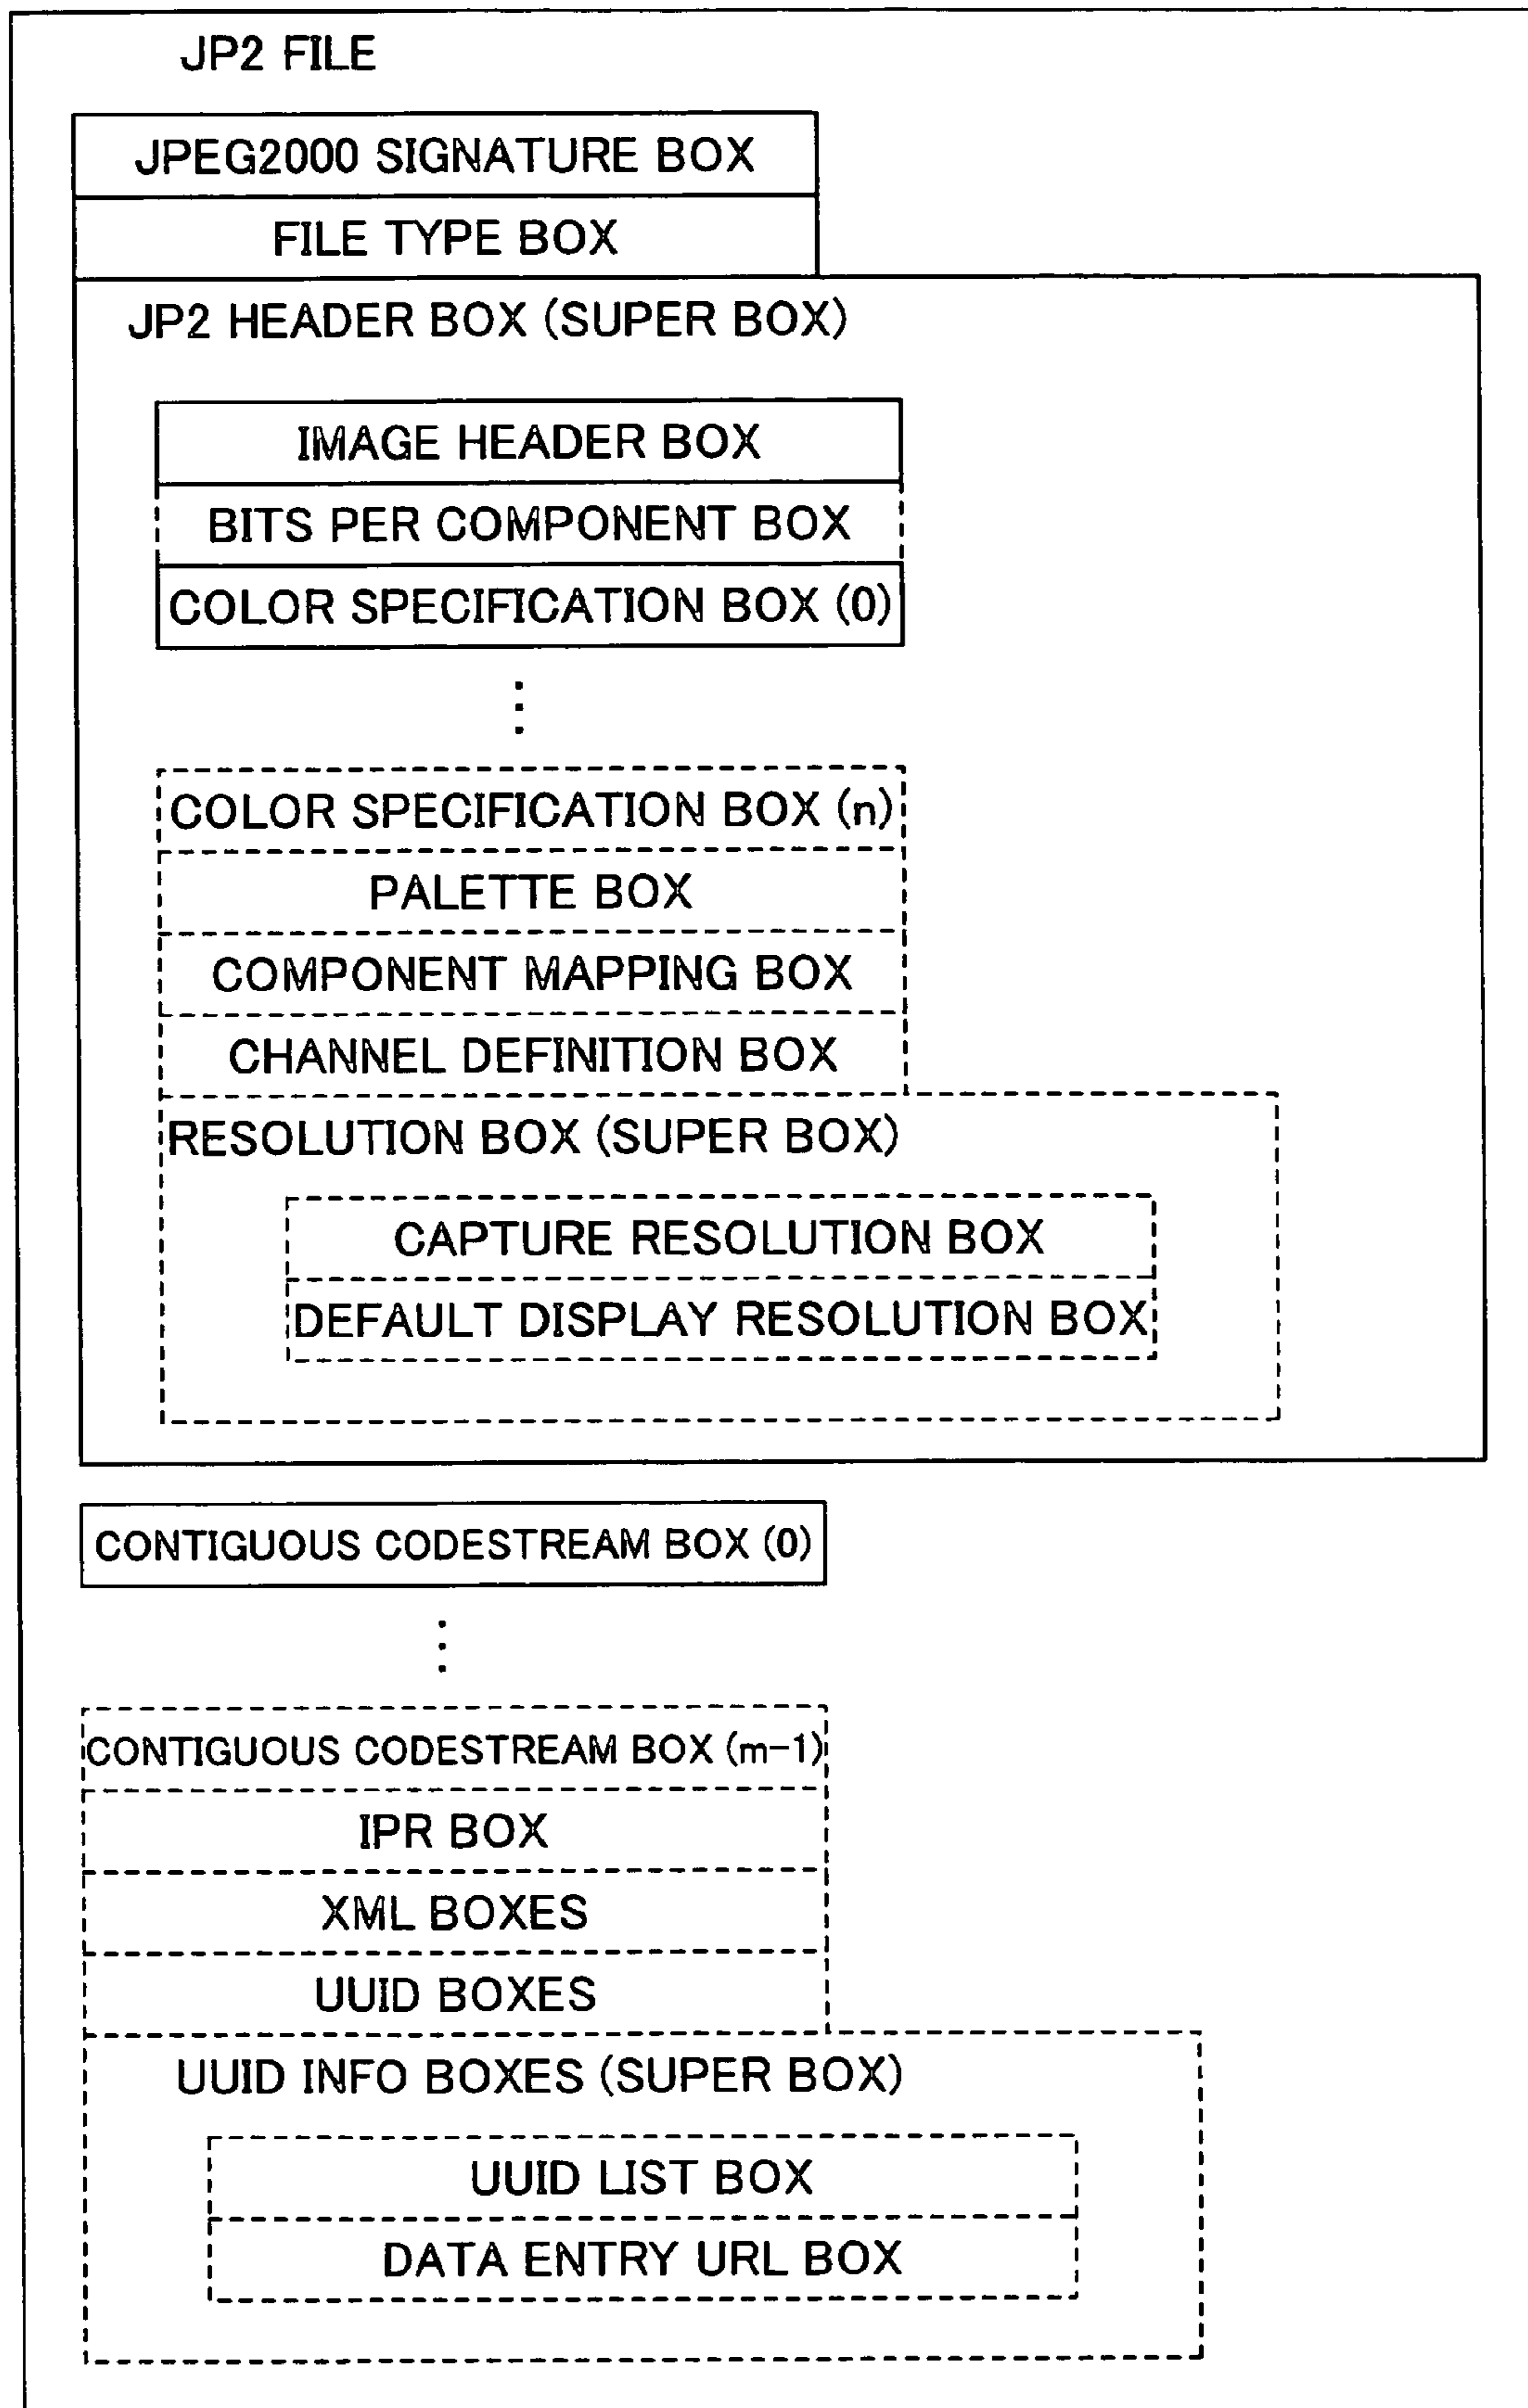 JP2 FILE
JPEG2000 SIGNATURE BOX
FILE TYPE BOX
JP2 HEADER BOX (SUPER BOX)
IMAGE HEADER BOX
BITS PER COMPONENT BOX
COLOR SPECIFICATION BOX (0)
COLOR SPECIFICATION BOX (n)
PALETTE BOX
COMPONENT MAPPING BOX
CHANNEL DEFINITION BOX
RESOLUTION BOX (SUPER BOX)
CAPTURE RESOLUTION BOX
DEFAULT DISPLAY RESOLUTION BOX
CONTIGUOUS CODESTREAM BOX (0)
CONTIGUOUS CODESTREAM BOX (m-1)
IPR BOX
XML BOXES
UUID BOXES
UUID INFO BOXES (SUPER BOX)
UUID LIST BOX
DATA ENTRY URL BOX